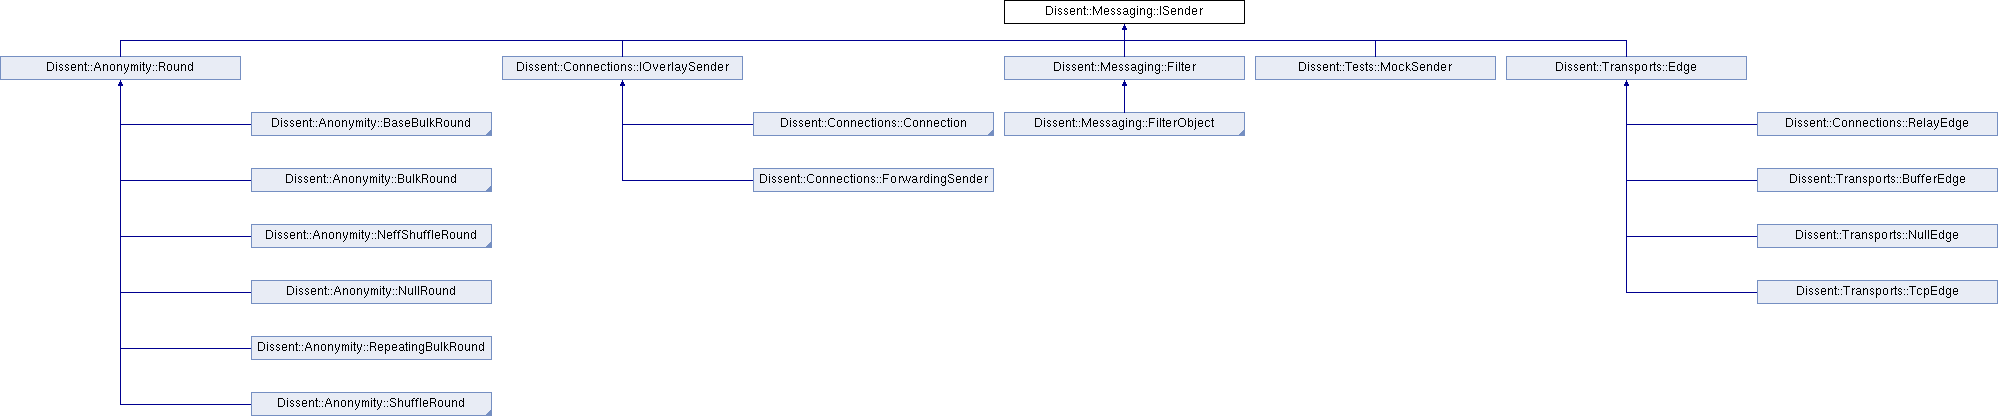 Dissent::Messaging::ISender
Dissent::Anonymity::Round
Dissent::Connections::IOverlaySender
Dissent::Messaging::Filter
Dissent::Tests::MockSender
Dissent::Transports::Edge
Dissent::Anonymity::BaseBulkRound
Dissent::Connections::Connection
Dissent::Messaging::FilterObject
Dissent::Connections::RelayEdge
Dissent::Anonymity::BulkRound
Dissent::Connections::ForwardingSender
Dissent::Transports::BufferEdge
Dissent::Anonymity::NeffShuffleRound
Dissent::Transports::NullEdge
Dissent::Anonymity::NullRound
Dissent::Transports::TcpEdge
Dissent::Anonymity::RepeatingBulkRound
Dissent::Anonymity::ShuffleRound